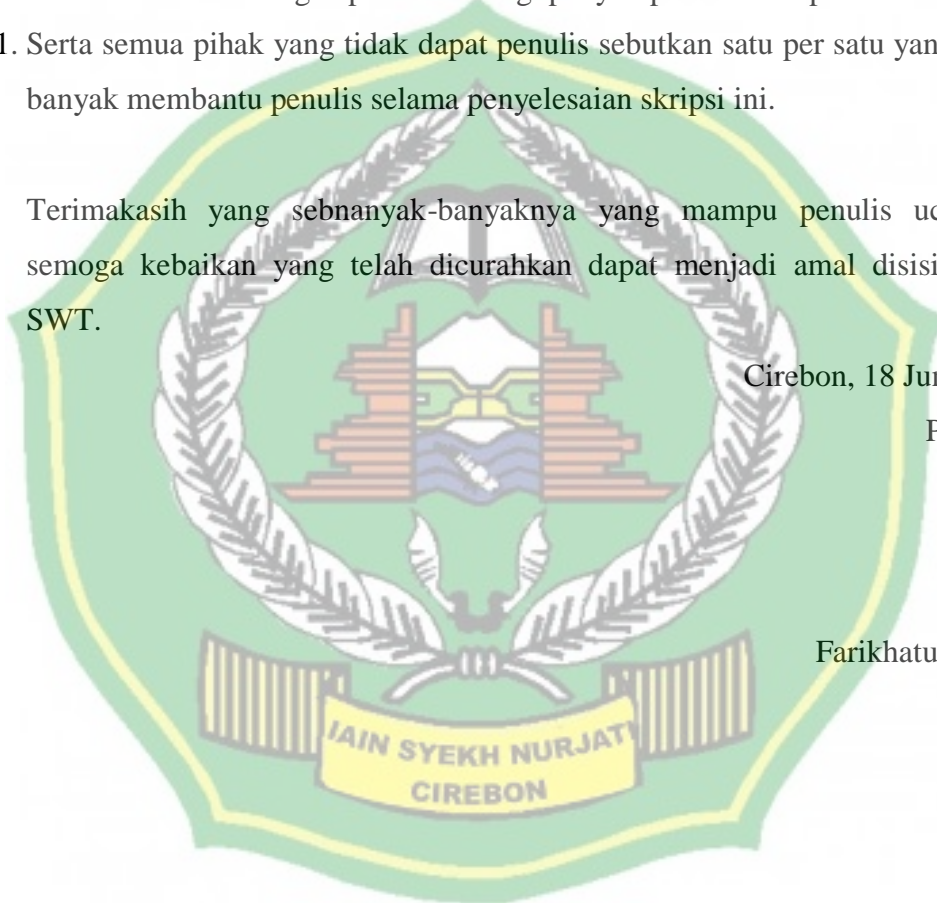 1. Serta semua pihak yang tidak dapat penulis sebutkan satu per satu yan
banyak membantu penulis selama penyelesaian skripsi ini.
Terimakasih yang sebnanyak-banyaknya yang mampu penulis uc
semoga kebaikan yang telah dicurahkan dapat menjadi amal disisi
SWT.
Cirebon, 18 Jur
P
Farikhatu
IAIN SYEKH NURJATI
CIREBON